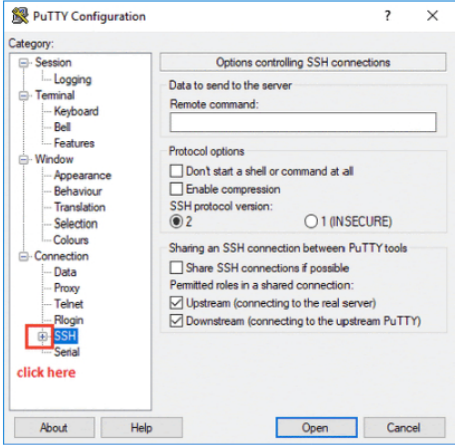 PuTTY Configuration
? ×
Category:
Session
Logging
Terminal
Keyboard
Bell
Features
Window
Appearance
Behaviour
Translation
Selection
Colours
Connection
Data
Proxy
Telnet
Rlogin
SSH
Serial
click here
Options controlling SSH connections
Data to send to the server
Remote command:
Protocol options
Don't start a shell or command at all
Enable compression
SSH protocol version:
2 1 (INSECURE)
Sharing an SSH connection between PuTTY tools
Share SSH connections if possible
Permitted roles in a shared connection:
Upstream (connecting to the real server)
Downstream (connecting to the upstream PuTTY)
About Help Open Cancel